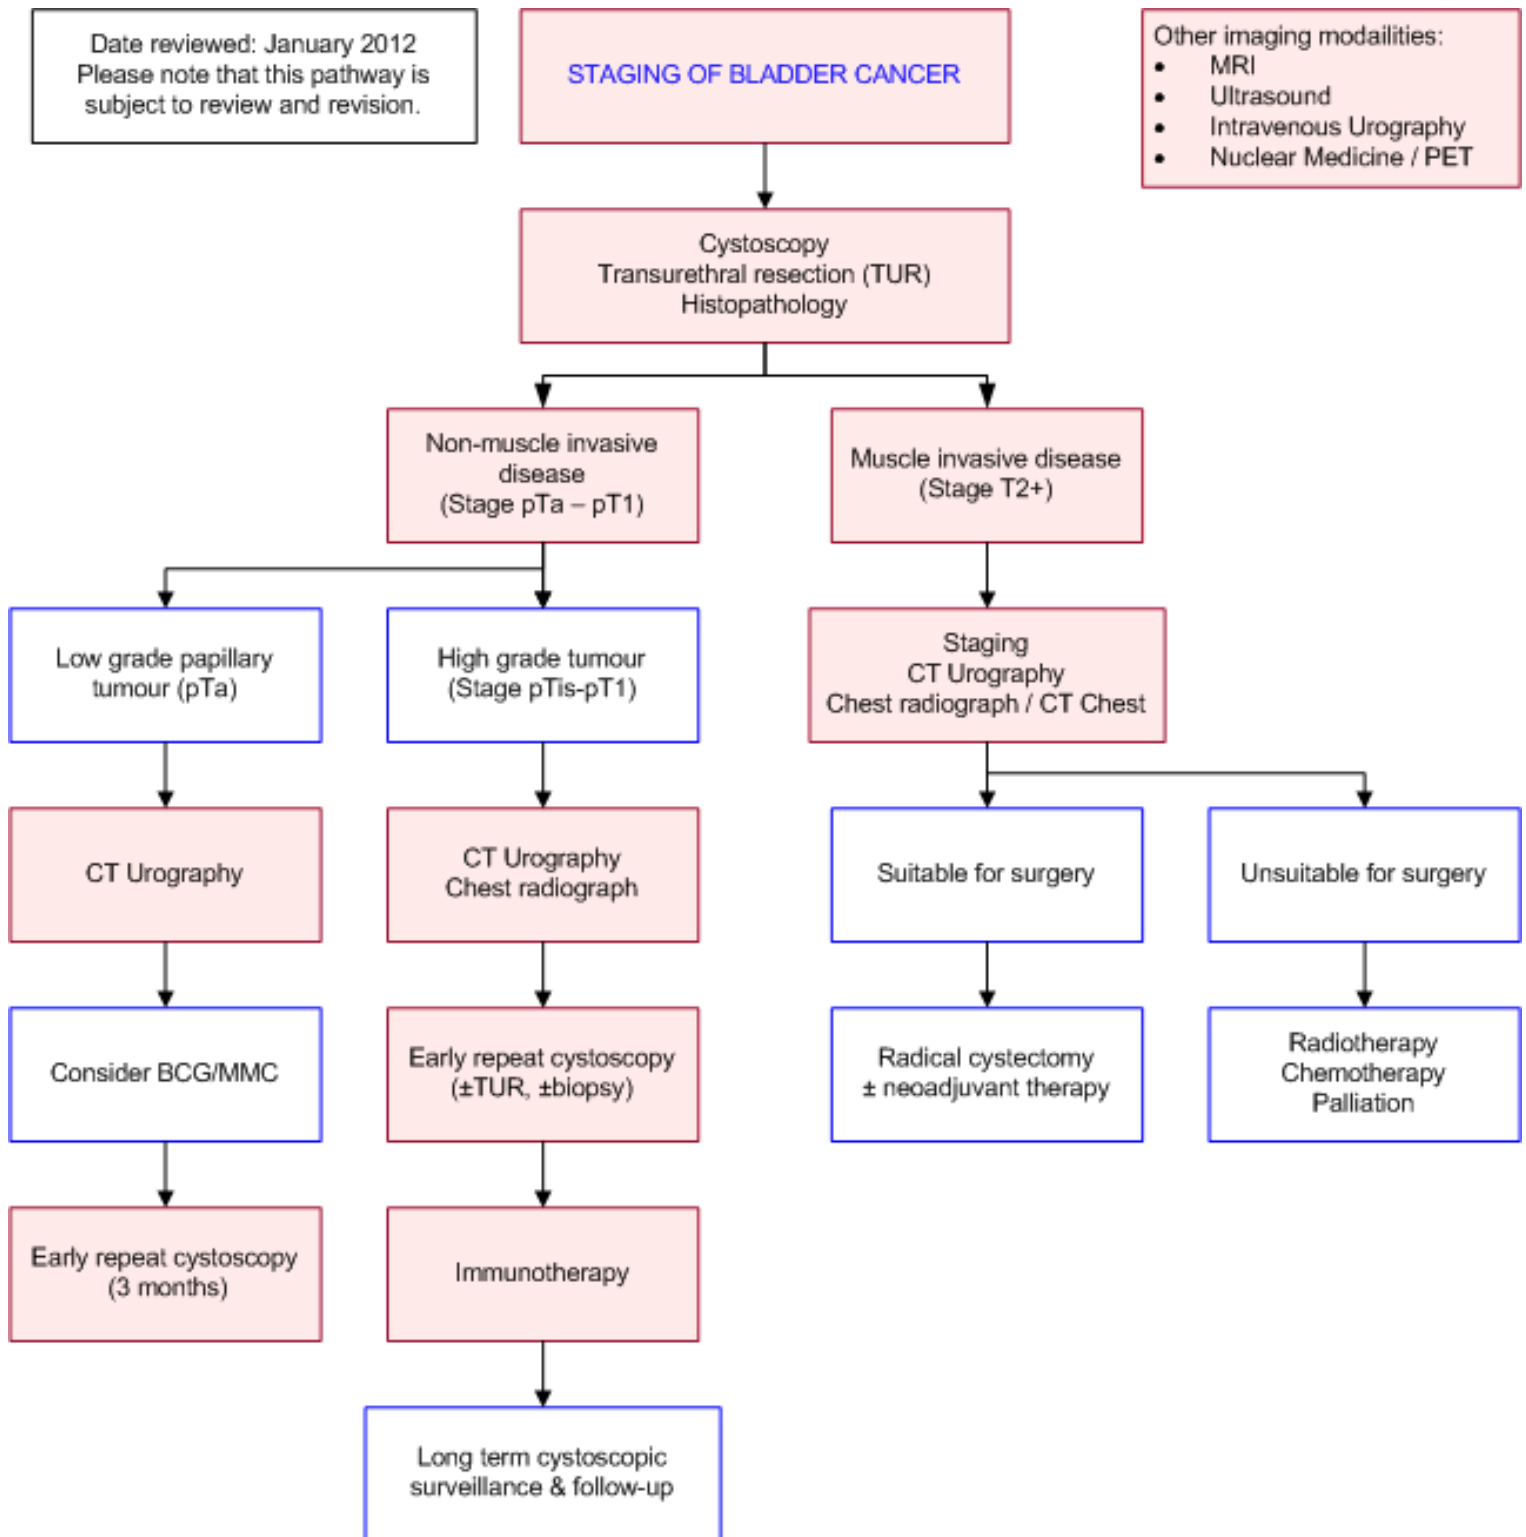 Date reviewed: January 2012
Please note that this pathway is
subject to review and revision.
STAGING OF BLADDER CANCER
Other imaging modailities:
• MRI
• Ultrasound
• Intravenous Urography
• Nuclear Medicine / PET
Cystoscopy
Transurethral resection (TUR)
Histopathology
Non-muscle invasive
disease
(Stage pTa – pT1)
Muscle invasive disease
(Stage T2+)
Low grade papillary
tumour (pTa)
High grade tumour
(Stage pTis-pT1)
Staging
CT Urography
Chest radiograph / CT Chest
CT Urography
CT Urography
Chest radiograph
Suitable for surgery
Unsuitable for surgery
Consider BCG/MMC
Early repeat cystoscopy
(±TUR, ±biopsy)
Radical cystectomy
± neoadjuvant therapy
Radiotherapy
Chemotherapy
Palliation
Early repeat cystoscopy
(3 months)
Immunotherapy
Long term cystoscopic
surveillance & follow-up